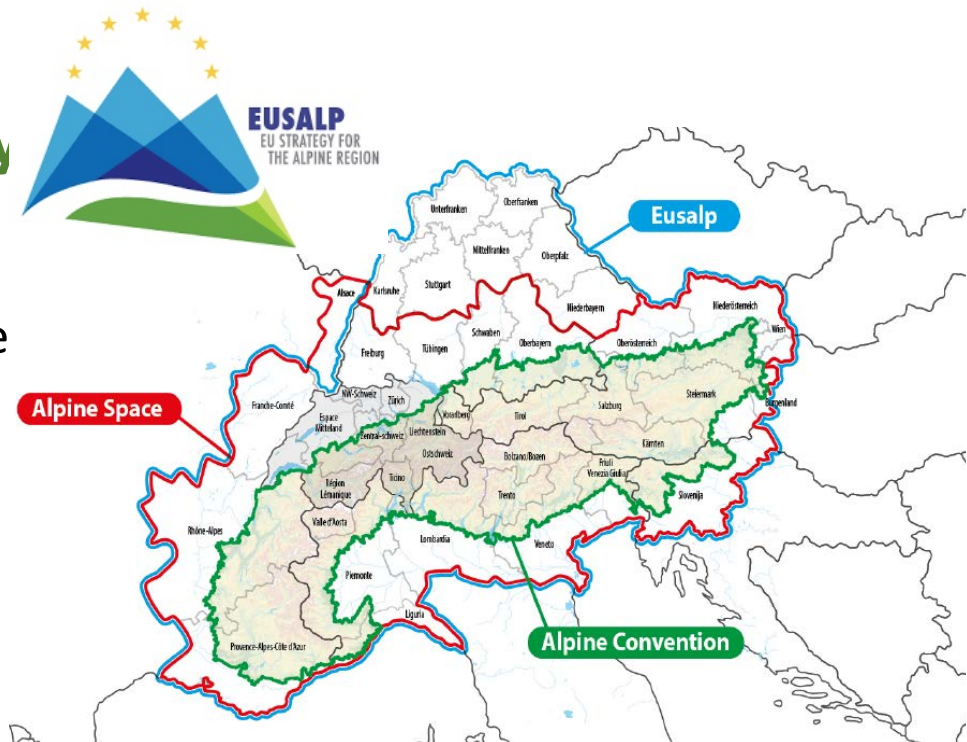 EUSALP
EU STRATEGY FOR
THE ALPINE REGION
y
e
Eusalp
Unterfranken
Oberfranken
Mittelfranken
Oberpfalz
Alsace
Karlsruhe
Stuttgart
Niederbayern
Niederösterreich
Wien
Freiburg
Tübingen
Schwaben
Oberbayern
Oberösterreich
Alpine Space
Franche-Comté
NW-Schweiz
Zürich
Espace
Mittelland
Zentral-schweiz
Liechtenstein
Ostschweiz
Vorarlberg
Tirol
Salzburg
Steiermark
Burgenland
Kärnten
Région
Lémanique
Ticino
Bolzano/Bozen
Friuli
Venezia Giulia
Slovenija
Rhône-Alpes
Valle d'Aosta
Trento
Lombardia
Veneto
Piemonte
Liguria
Provence-Alpes-Côte d'Azur
Alpine Convention